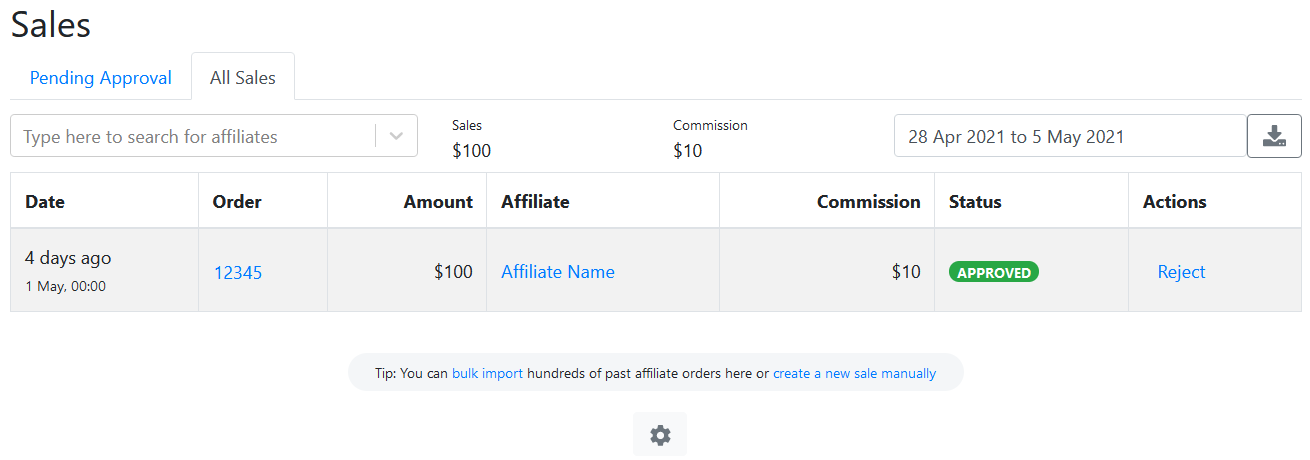 Sales
Pending Approval All Sales
Type here to search for affiliates
Sales
$100
Commission
$10
28 Apr 2021 to 5 May 2021
Date Order Amount Affiliate Commission Status Actions
4 days ago
1 May, 00:00
12345 $100 Affiliate Name $10 APPROVED Reject
Tip: You can bulk import hundreds of past affiliate orders here or create a new sale manually